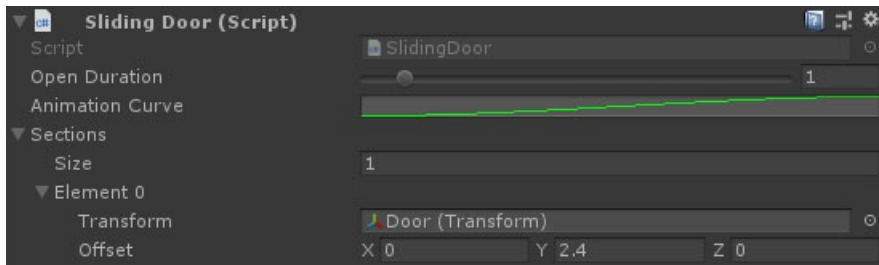 Sliding Door (Script)
Script SlidingDoor
Open Duration 1
Animation Curve
Sections
Size 1
Element 0
Transform Door (Transform)
Offset X 0 Y 2.4 Z 0